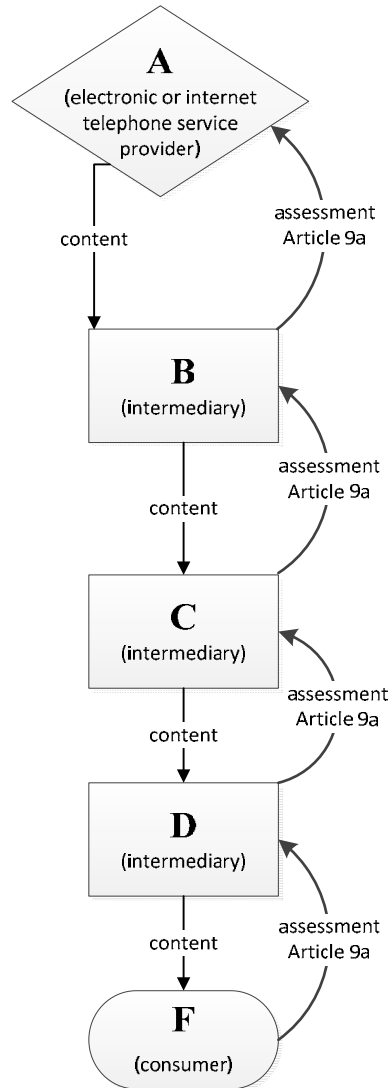 A
(electronic or internet
telephone service
provider)
content
assessment
Article 9a
B
(intermediary)
content
assessment
Article 9a
C
(intermediary)
content
assessment
Article 9a
D
(intermediary)
content
assessment
Article 9a
F
(consumer)